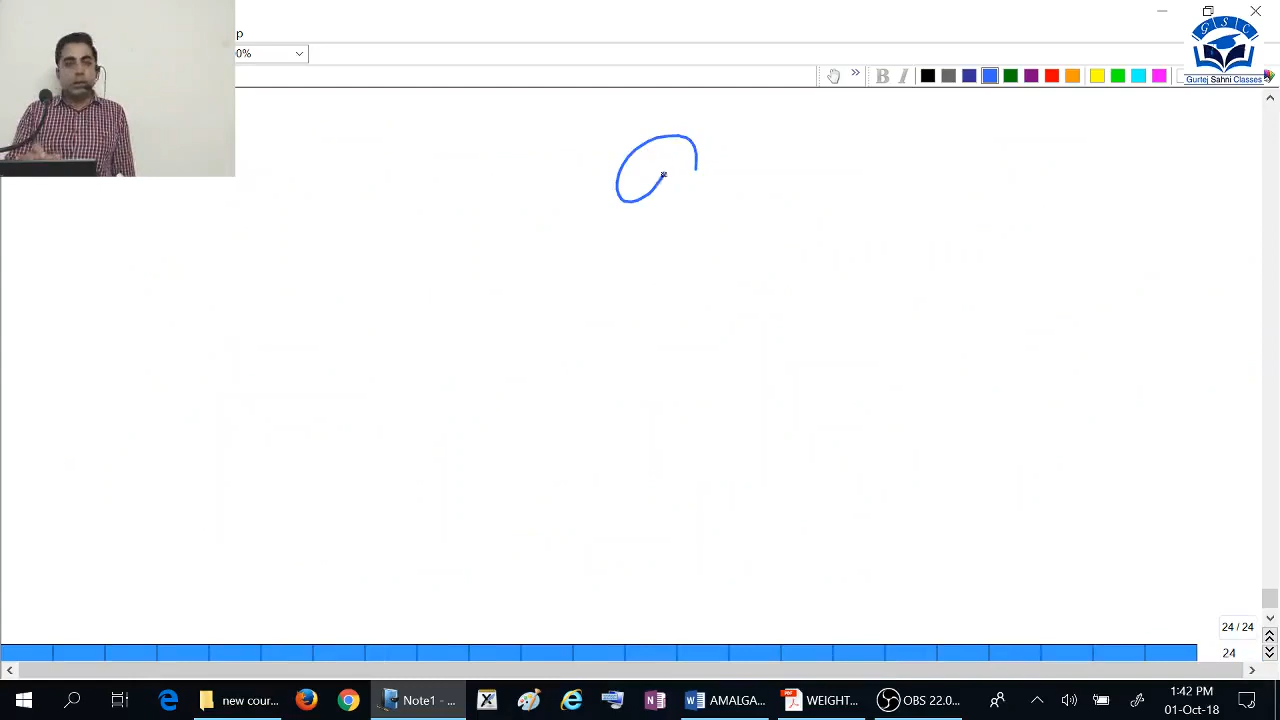 p
0%
G S C
Gurtej Sahni Classes
B I
24 / 24
24
new cour...
Note1 - ...
AMALGA...
WEIGHT...
OBS 22.0...
1:42 PM
01-Oct-18